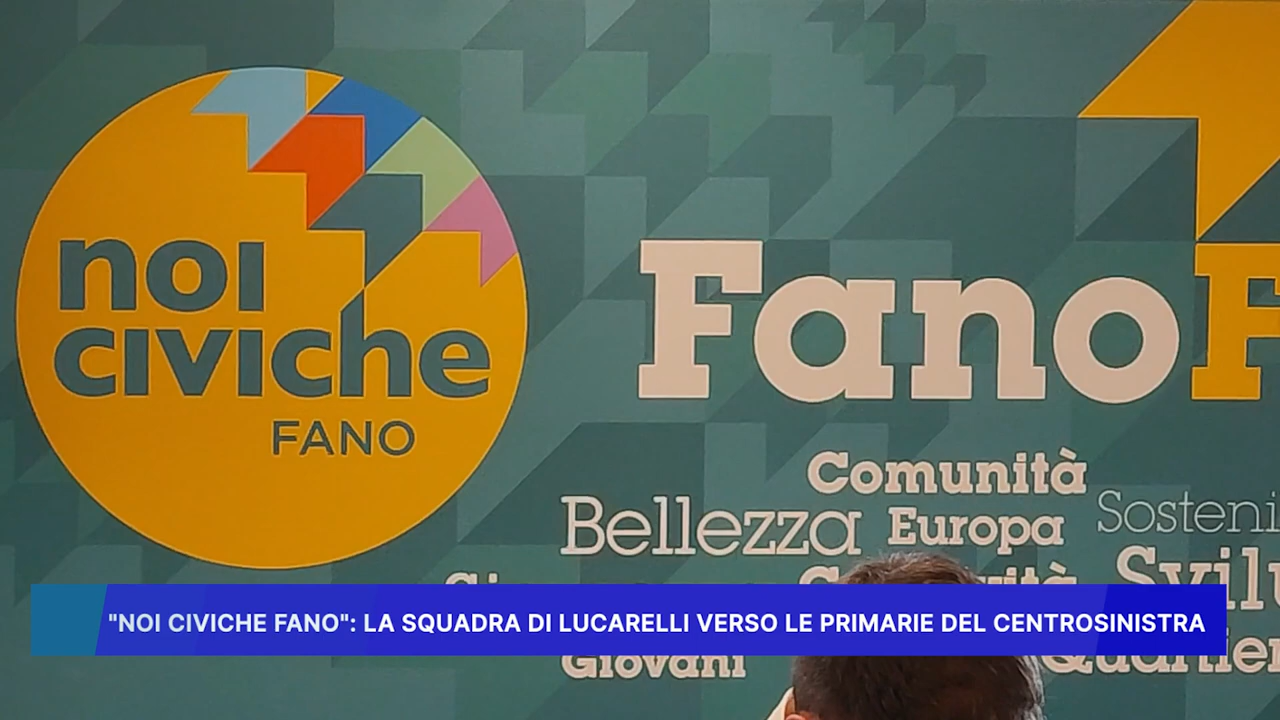 noi
civiche
FANO
Fano
Comunità
Bellezza
Europa
"NOI CIVICHE FANO": LA SQUADRA DI LUCARELLI VERSO LE PRIMARIE DEL CENTROSINISTRA
Giovani